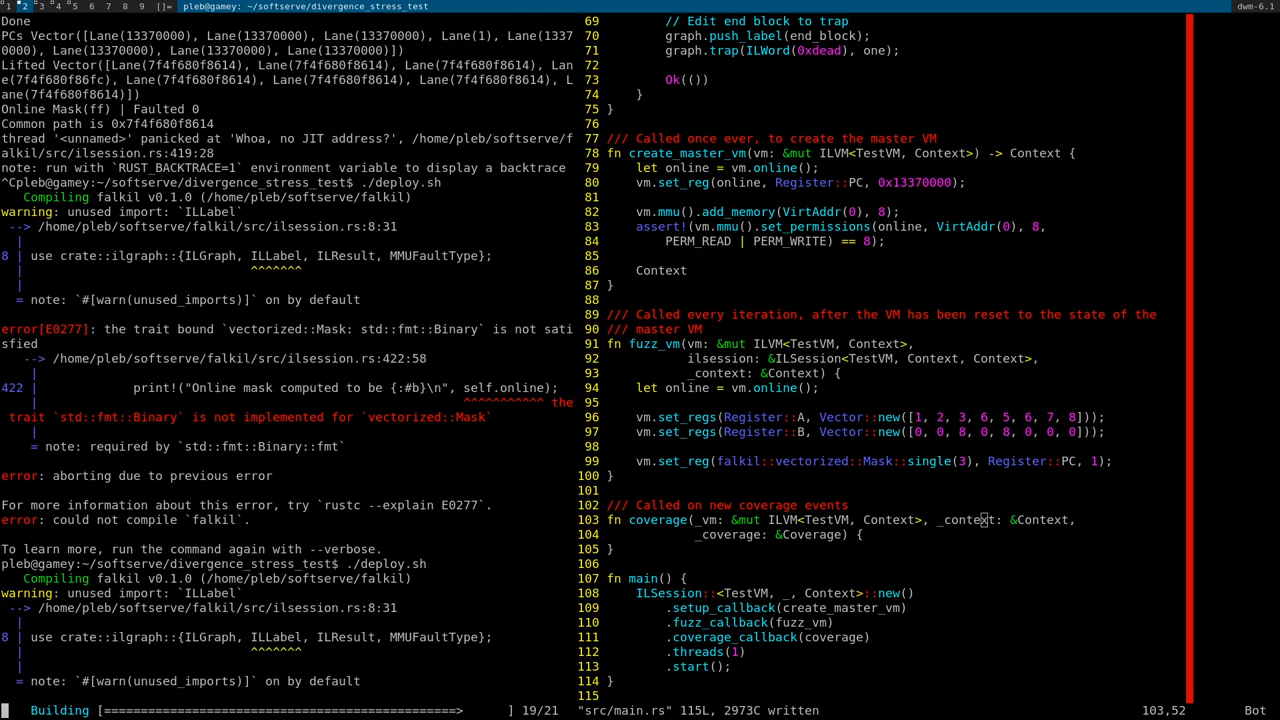 1 2 3 4 5 6 7 8 9 []= pleb@gamey: ~/softserve/divergence_stress_test dwm-6.1
Done
PCs Vector([Lane(13370000), Lane(13370000), Lane(13370000), Lane(1), Lane(1337
0000), Lane(13370000), Lane(13370000), Lane(13370000)])
Lifted Vector([Lane(7f4f680f8614), Lane(7f4f680f8614), Lane(7f4f680f8614), Lan
e(7f4f680f86fc), Lane(7f4f680f8614), Lane(7f4f680f8614), Lane(7f4f680f8614), L
ane(7f4f680f8614)])
Online Mask(ff) | Faulted 0
Common path is 0x7f4f680f8614
thread '<unnamed>' panicked at 'Whoa, no JIT address?', /home/pleb/softserve/f
alkil/src/ilsession.rs:419:28
note: run with `RUST_BACKTRACE=1` environment variable to display a backtrace
^Cpleb@gamey:~/softserve/divergence_stress_test$ ./deploy.sh
   Compiling falkil v0.1.0 (/home/pleb/softserve/falkil)
warning: unused import: `ILLabel`
 --> /home/pleb/softserve/falkil/src/ilsession.rs:8:31
  |
8 | use crate::ilgraph::{ILGraph, ILLabel, ILResult, MMUFaultType};
  |                               ^^^^^^^
  |
  = note: `#[warn(unused_imports)]` on by default
error[E0277]: the trait bound `vectorized::Mask: std::fmt::Binary` is not sati
sfied
   --> /home/pleb/softserve/falkil/src/ilsession.rs:422:58
    |
422 |             print!("Online mask computed to be {:#b}\n", self.online);
    |                                                          ^^^^^^^^^^^ the
 trait `std::fmt::Binary` is not implemented for `vectorized::Mask`
    |
    = note: required by `std::fmt::Binary::fmt`
error: aborting due to previous error
For more information about this error, try `rustc --explain E0277`.
error: could not compile `falkil`.
To learn more, run the command again with --verbose.
pleb@gamey:~/softserve/divergence_stress_test$ ./deploy.sh
   Compiling falkil v0.1.0 (/home/pleb/softserve/falkil)
warning: unused import: `ILLabel`
 --> /home/pleb/softserve/falkil/src/ilsession.rs:8:31
  |
8 | use crate::ilgraph::{ILGraph, ILLabel, ILResult, MMUFaultType};
  |                               ^^^^^^^
  |
  = note: `#[warn(unused_imports)]` on by default
    Building [=================================================> ] 19/21
69         // Edit end block to trap
70         graph.push_label(end_block);
71         graph.trap(ILWord(0xdead), one);
72
73         Ok(())
74     }
75 }
76
77 /// Called once ever, to create the master VM
78 fn create_master_vm(vm: &mut ILVM<TestVM, Context>) -> Context {
79     let online = vm.online();
80     vm.set_reg(online, Register::PC, 0x13370000);
81
82     vm.mmu().add_memory(VirtAddr(0), 8);
83     assert!(vm.mmu().set_permissions(online, VirtAddr(0), 8,
84         PERM_READ | PERM_WRITE) == 8);
85
86     Context
87 }
88
89 /// Called every iteration, after the VM has been reset to the state of the
90 /// master VM
91 fn fuzz_vm(vm: &mut ILVM<TestVM, Context>,
92            ilsession: &ILSession<TestVM, Context, Context>,
93            _context: &Context) {
94     let online = vm.online();
95
96     vm.set_regs(Register::A, Vector::new([1, 2, 3, 6, 5, 6, 7, 8]));
97     vm.set_regs(Register::B, Vector::new([0, 0, 8, 0, 8, 0, 0, 0]));
98
99     vm.set_reg(falkil::vectorized::Mask::single(3), Register::PC, 1);
100 }
101
102 /// Called on new coverage events
103 fn coverage(_vm: &mut ILVM<TestVM, Context>, _context: &Context,
104             _coverage: &Coverage) {
105 }
106
107 fn main() {
108     ILSession::<TestVM, _, Context>::new()
109         .setup_callback(create_master_vm)
110         .fuzz_callback(fuzz_vm)
111         .coverage_callback(coverage)
112         .threads(1)
113         .start();
114 }
115
"src/main.rs" 115L, 2973C written 103,52 Bot